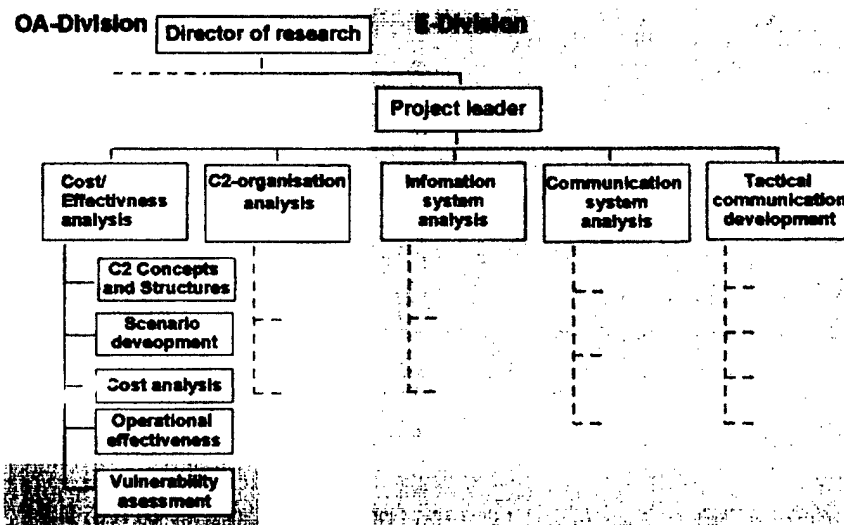 OA-Division
Director of research
E-Division
Project leader
Cost/
Effectivness
analysis
C2-organisation
analysis
Infomation
system
analysis
Communication
system
analysis
Tactical
communication
development
C2 Concepts
and Structures
Scenario
deveopment
Cost analysis
Operational
effectiveness
Vulnerability
asessment